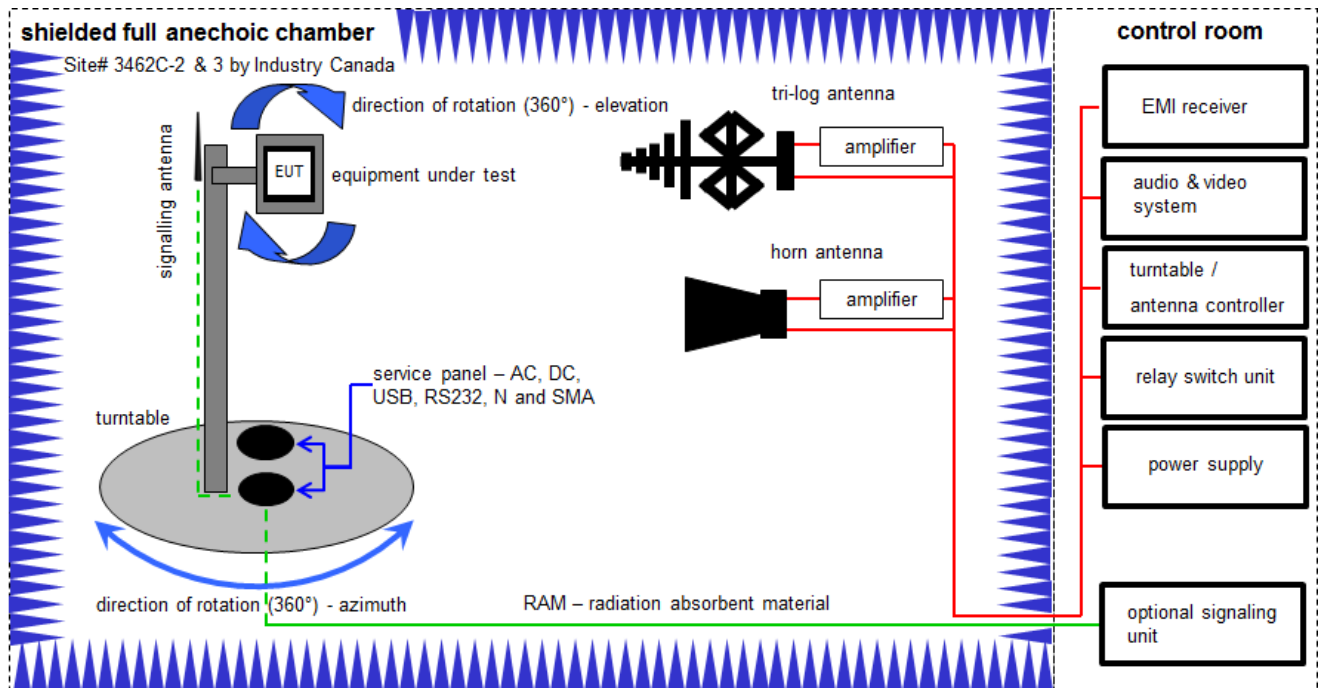 shielded full anechoic chamber
Site# 3462C-2 & 3 by Industry Canada
direction of rotation (360°) - elevation
signalling antenna
EUT
equipment under test
tri-log antenna
amplifier
horn antenna
amplifier
service panel – AC, DC,
USB, RS232, N and SMA
turntable
direction of rotation (360°) - azimuth
RAM – radiation absorbent material
control room
EMI receiver
audio & video
system
turntable /
antenna controller
relay switch unit
power supply
optional signaling
unit